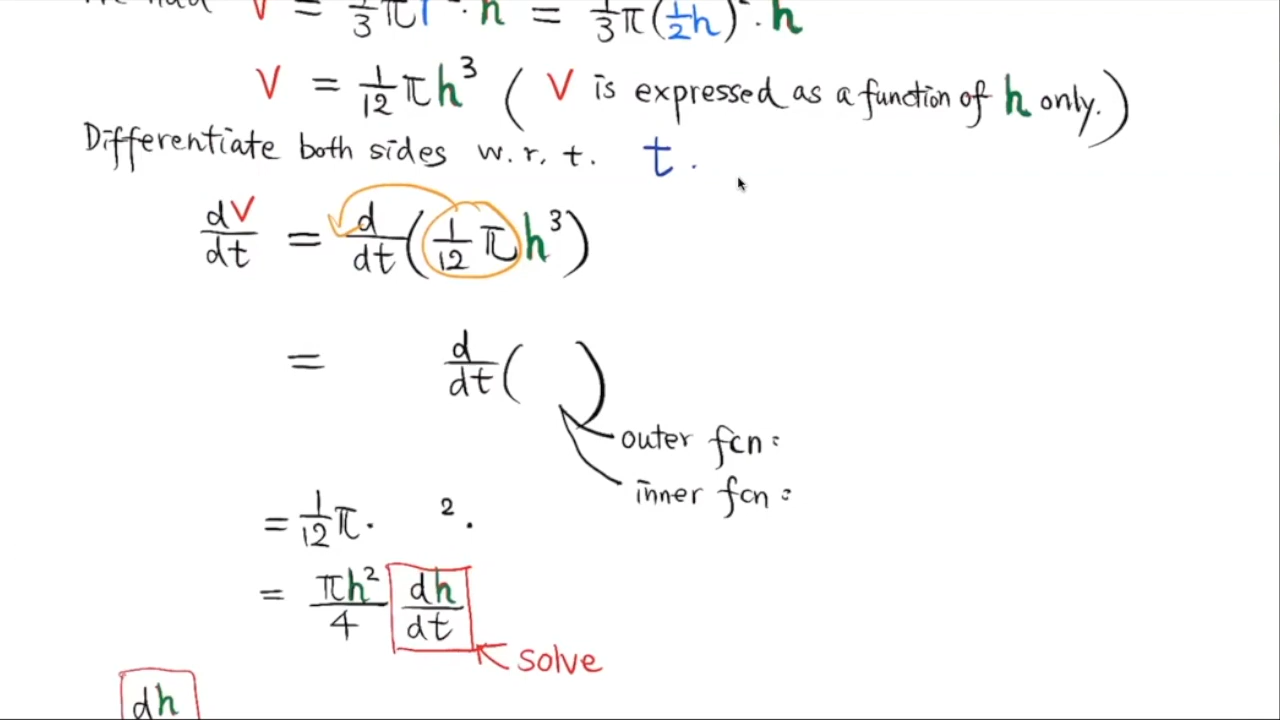 V = 1/3 π r² · h = 1/3 π (1/2 h)² · h
V = 1/12 π h³ ( V is expressed as a function of h only. )
Differentiate both sides w. r. t. t .
dV/dt = d/dt ( 1/12 π h³ )
= d/dt ( )
outer fcn :
inner fcn :
= 1/12 π · ² ·
= πh²/4 dh/dt
solve
dh